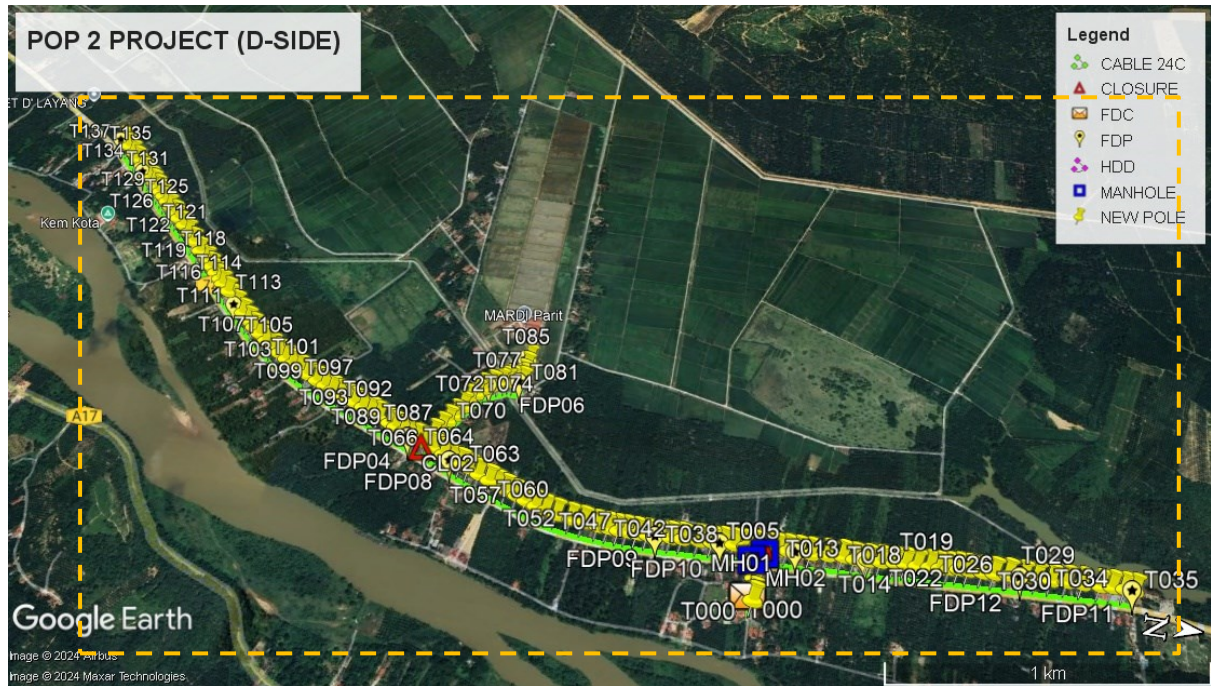 POP 2 PROJECT (D-SIDE)
Legend
CABLE 24C
CLOSURE
FDC
FDP
HDD
MANHOLE
NEW POLE
ET D' LAYANG
T137
T135
T134
T131
T129
T125
T126
T121
Kem Kota
T122
T118
T119
T114
T116
T113
T111
T107
T105
T103
T101
T099
T097
T093
T092
T089
T087
T066
T064
MARDI Parit
T085
T077
T081
T072
T074
T070
FDP06
FDP04
CL02
T063
FDP08
T057
T060
T052
T047
T042
T038
T005
FDP09
FDP10
MH01
MH02
T013
T018
T019
T014
T022
T026
T029
FDP12
T030
T034
FDP11
T035
T000
T000
A17
N
Google Earth
Image © 2024 Airbus
Image © 2024 Maxar Technologies
1 km